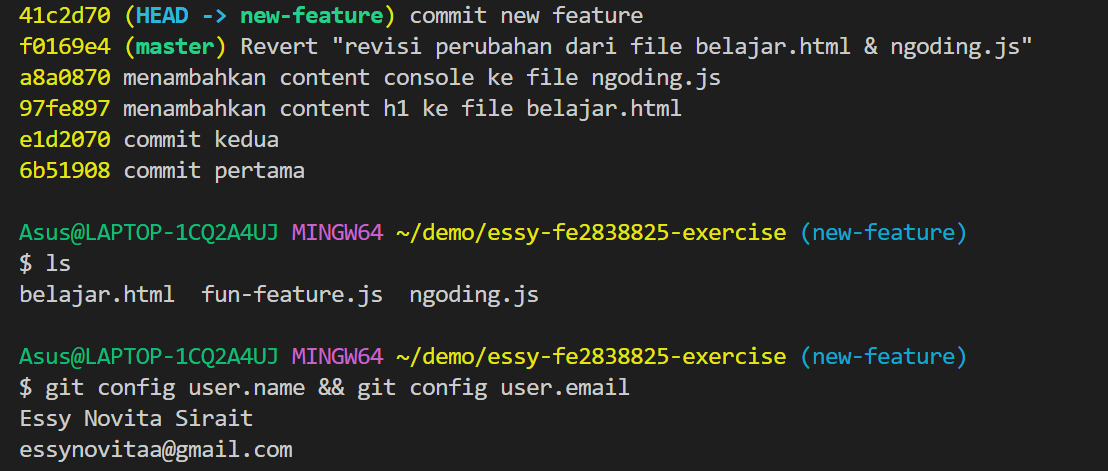 41c2d70 (HEAD -> new-feature) commit new feature
f0169e4 (master) Revert "revisi perubahan dari file belajar.html & ngoding.js"
a8a0870 menambahkan content console ke file ngoding.js
97fe897 menambahkan content h1 ke file belajar.html
e1d2070 commit kedua
6b51908 commit pertama
Asus@LAPTOP-1CQ2A4UJ MINGW64 ~/demo/essy-fe2838825-exercise (new-feature)
$ ls
belajar.html  fun-feature.js  ngoding.js
Asus@LAPTOP-1CQ2A4UJ MINGW64 ~/demo/essy-fe2838825-exercise (new-feature)
$ git config user.name && git config user.email
Essy Novita Sirait
essynovitaa@gmail.com